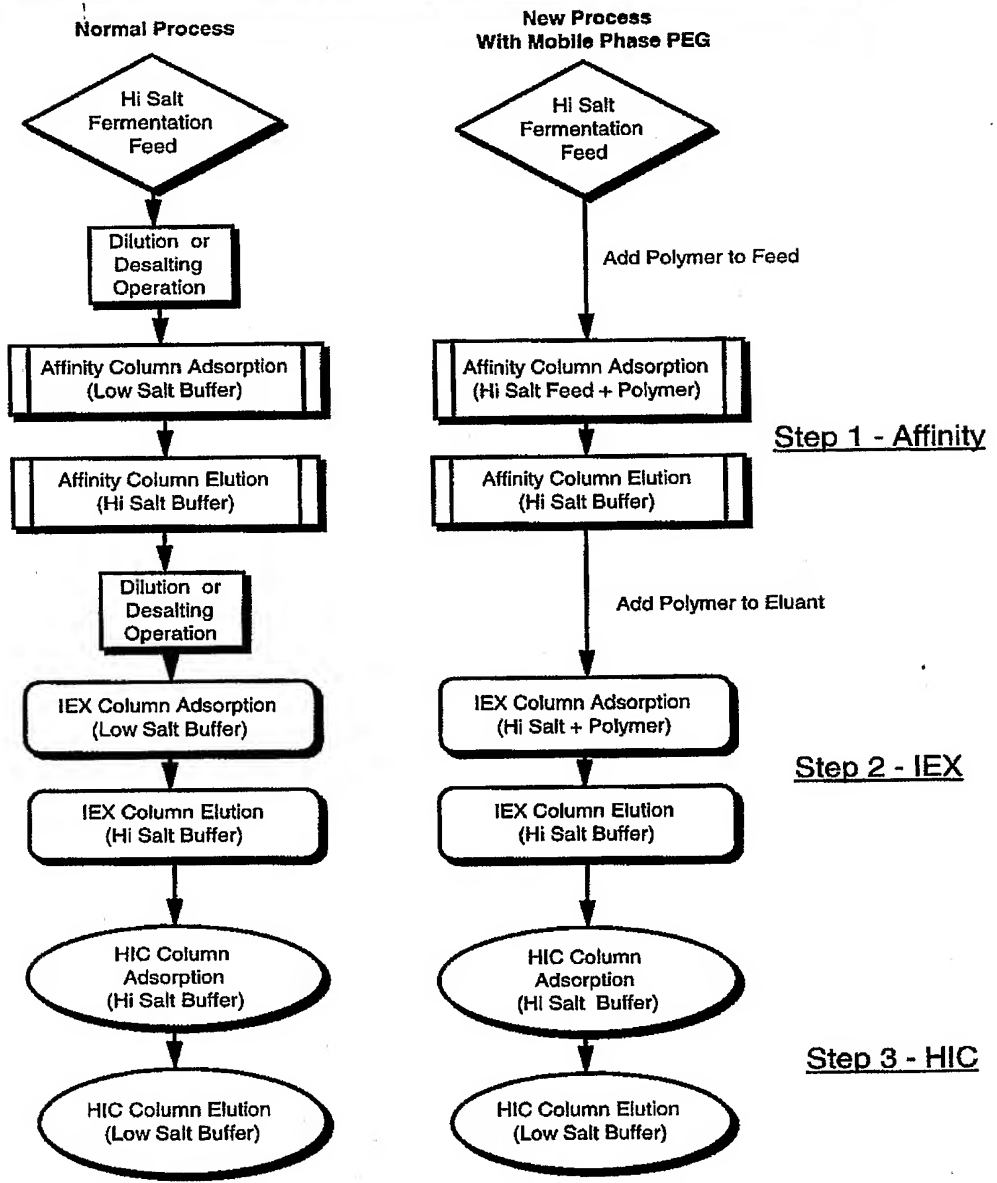 Normal Process
Hi Salt
Fermentation
Feed
Dilution or
Desalting
Operation
Affinity Column Adsorption
(Low Salt Buffer)
Affinity Column Elution
(Hi Salt Buffer)
Dilution or
Desalting
Operation
IEX Column Adsorption
(Low Salt Buffer)
IEX Column Elution
(Hi Salt Buffer)
HIC Column
Adsorption
(Hi Salt Buffer)
HIC Column Elution
(Low Salt Buffer)
New Process
With Mobile Phase PEG
Hi Salt
Fermentation
Feed
Add Polymer to Feed
Affinity Column Adsorption
(Hi Salt Feed + Polymer)
Affinity Column Elution
(Hi Salt Buffer)
Add Polymer to Eluant
IEX Column Adsorption
(Hi Salt + Polymer)
IEX Column Elution
(Hi Salt Buffer)
HIC Column
Adsorption
(Hi Salt Buffer)
HIC Column Elution
(Low Salt Buffer)
Step 1 - Affinity
Step 2 - IEX
Step 3 - HIC